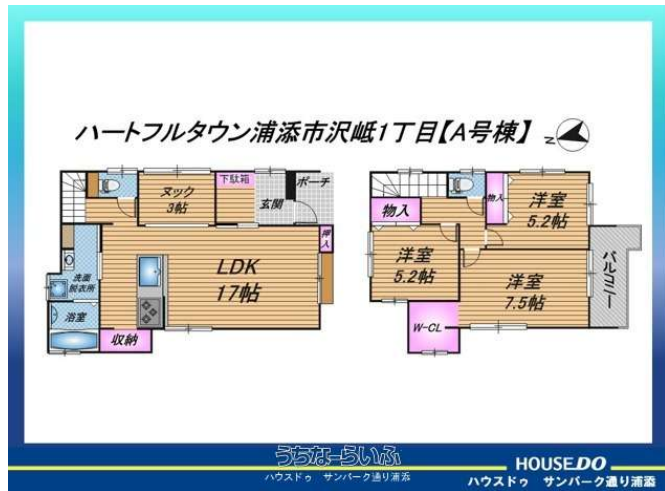 ハートフルタウン浦添市沢岻1丁目【A号棟】
N
下駄箱
ポーチ
ヌック
3帖
玄関
押入
洗面
脱衣所
LDK
17帖
浴室
収納
物入
物入
洋室
5.2帖
洋室
5.2帖
洋室
7.5帖
バルコニー
W-CL
うちなーらいふ
ハウスドゥ サンパーク通り浦添
HOUSE DO
ハウスドゥ サンパーク通り浦添